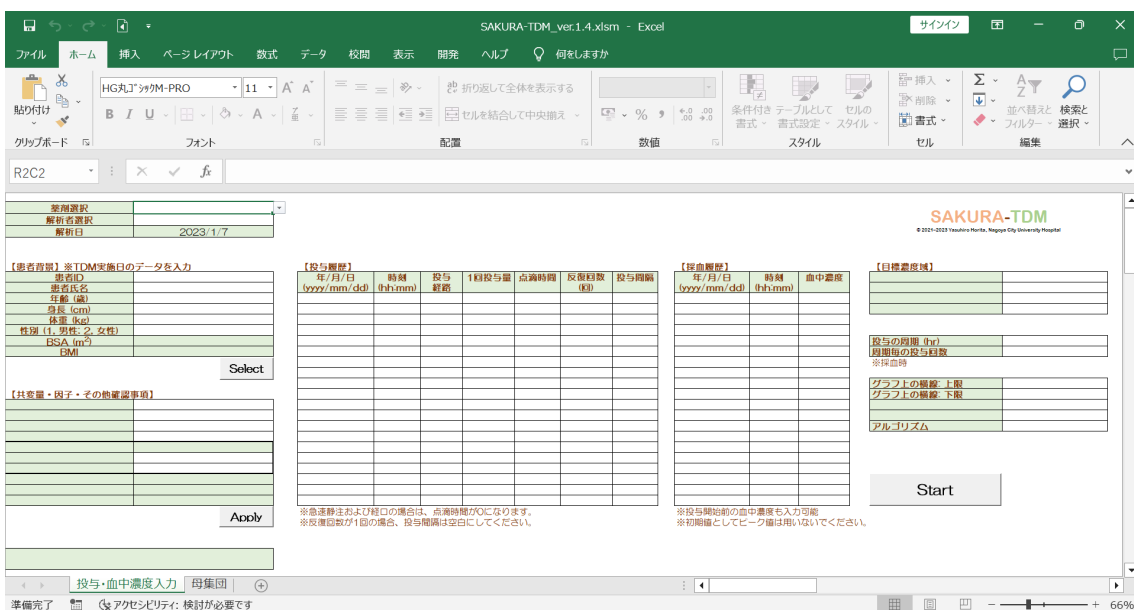 SAKURA-TDM_ver.1.4.xlsm - Excel
サインイン
ファイル ホーム 挿入 ページ レイアウト 数式 データ 校閲 表示 開発 ヘルプ 何をしますか
HG丸ｺﾞｼｯｸM-PRO 11
折り返して全体を表示する
セルを結合して中央揃え
貼り付け
B I U
条件付き書式
テーブルとして書式設定
セルのスタイル
挿入
削除
書式
並べ替えとフィルター
検索と選択
クリップボード フォント 配置 数値 スタイル セル 編集
R2C2 fx
薬剤選択
解析者選択
解析日 2023/1/7
SAKURA-TDM
© 2021-2023 Yasuhiro Horita, Nagoya City University Hospital
【患者背景】※TDM実施日のデータを入力
患者ID
患者氏名
年齢 (歳)
身長 (cm)
体重 (kg)
性別 (1, 男性: 2, 女性)
BSA (m2)
BMI
Select
【共変量・因子・その他確認事項】
Apply
【投与履歴】
年/月/日 (yyyy/mm/dd) 時刻 (hh:mm) 投与経路 1回投与量 点滴時間 反復回数 (回) 投与間隔
※急速静注および経口の場合は、点滴時間が0になります。
※反復回数が1回の場合、投与間隔は空白にしてください。
【採血履歴】
年/月/日 (yyyy/mm/dd) 時刻 (hh:mm) 血中濃度
※投与開始前の血中濃度も入力可能
※初期値としてピーク値は用いないでください。
【目標濃度域】
投与の周期 (hr)
周期毎の投与回数
※採血時
グラフ上の横線: 上限
グラフ上の横線: 下限
アルゴリズム
Start
投与・血中濃度入力 母集団
準備完了 アクセシビリティ: 検討が必要です 66%